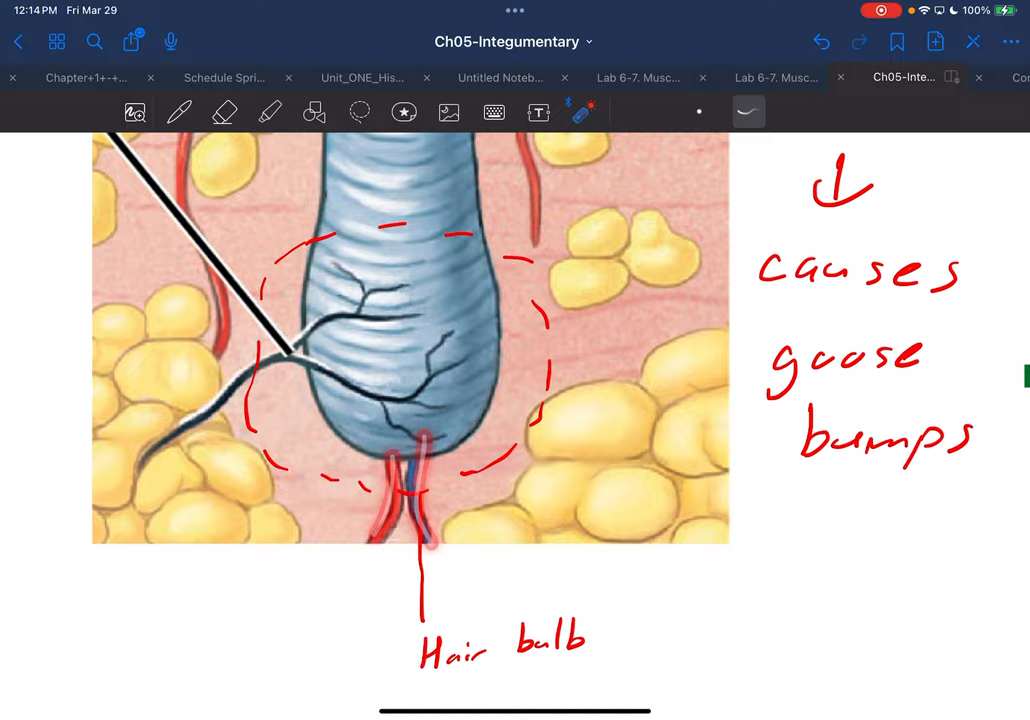 12:14 PM Fri Mar 29
100%
Ch05-Integumentary
Chapter+1+-+...
Schedule Spri...
Unit_ONE_His...
Untitled Noteb...
Lab 6-7. Musc...
Lab 6-7. Musc...
Ch05-Inte...
Cor
T
causes
goose
bumps
Hair bulb